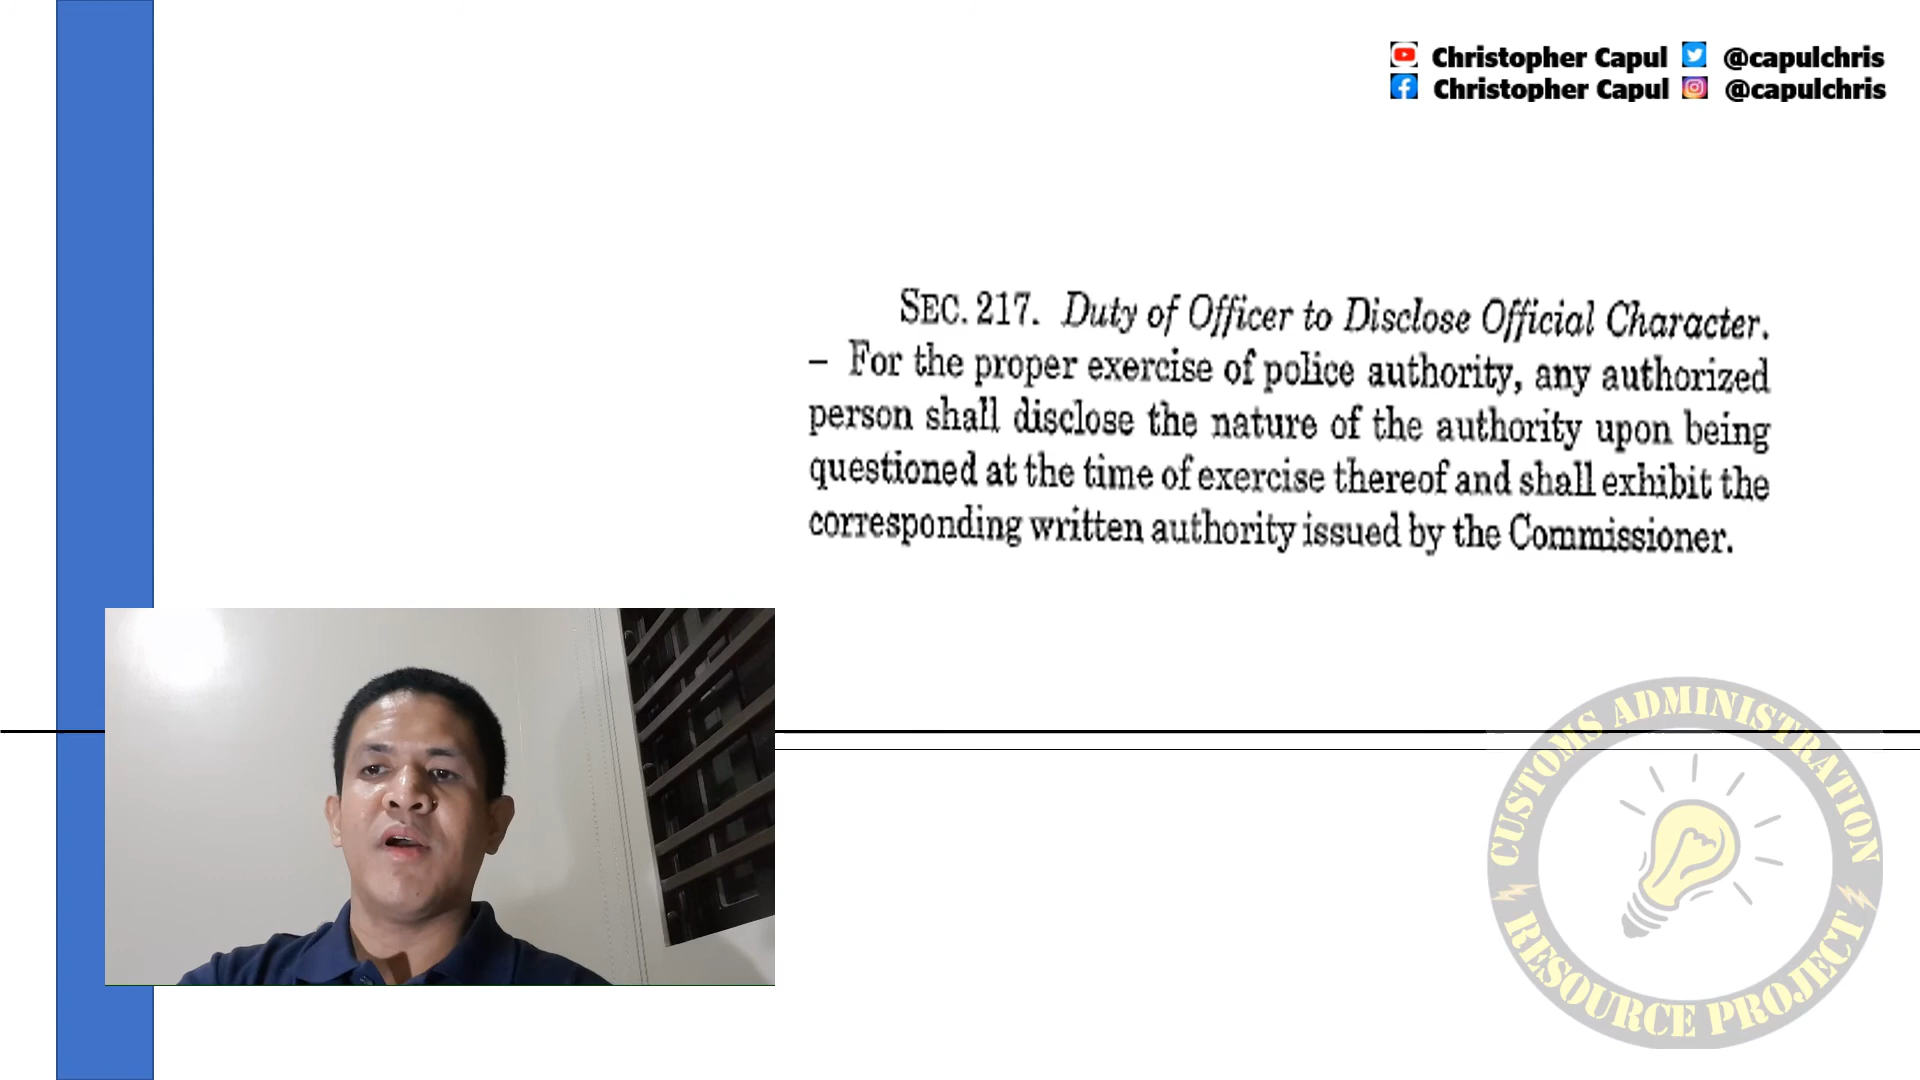 Christopher Capul @capulchris
Christopher Capul @capulchris
SEC. 217. Duty of Officer to Disclose Official Character.
– For the proper exercise of police authority, any authorized
person shall disclose the nature of the authority upon being
questioned at the time of exercise thereof and shall exhibit the
corresponding written authority issued by the Commissioner.
CUSTOMS ADMINISTRATION
RESOURCE PROJECT